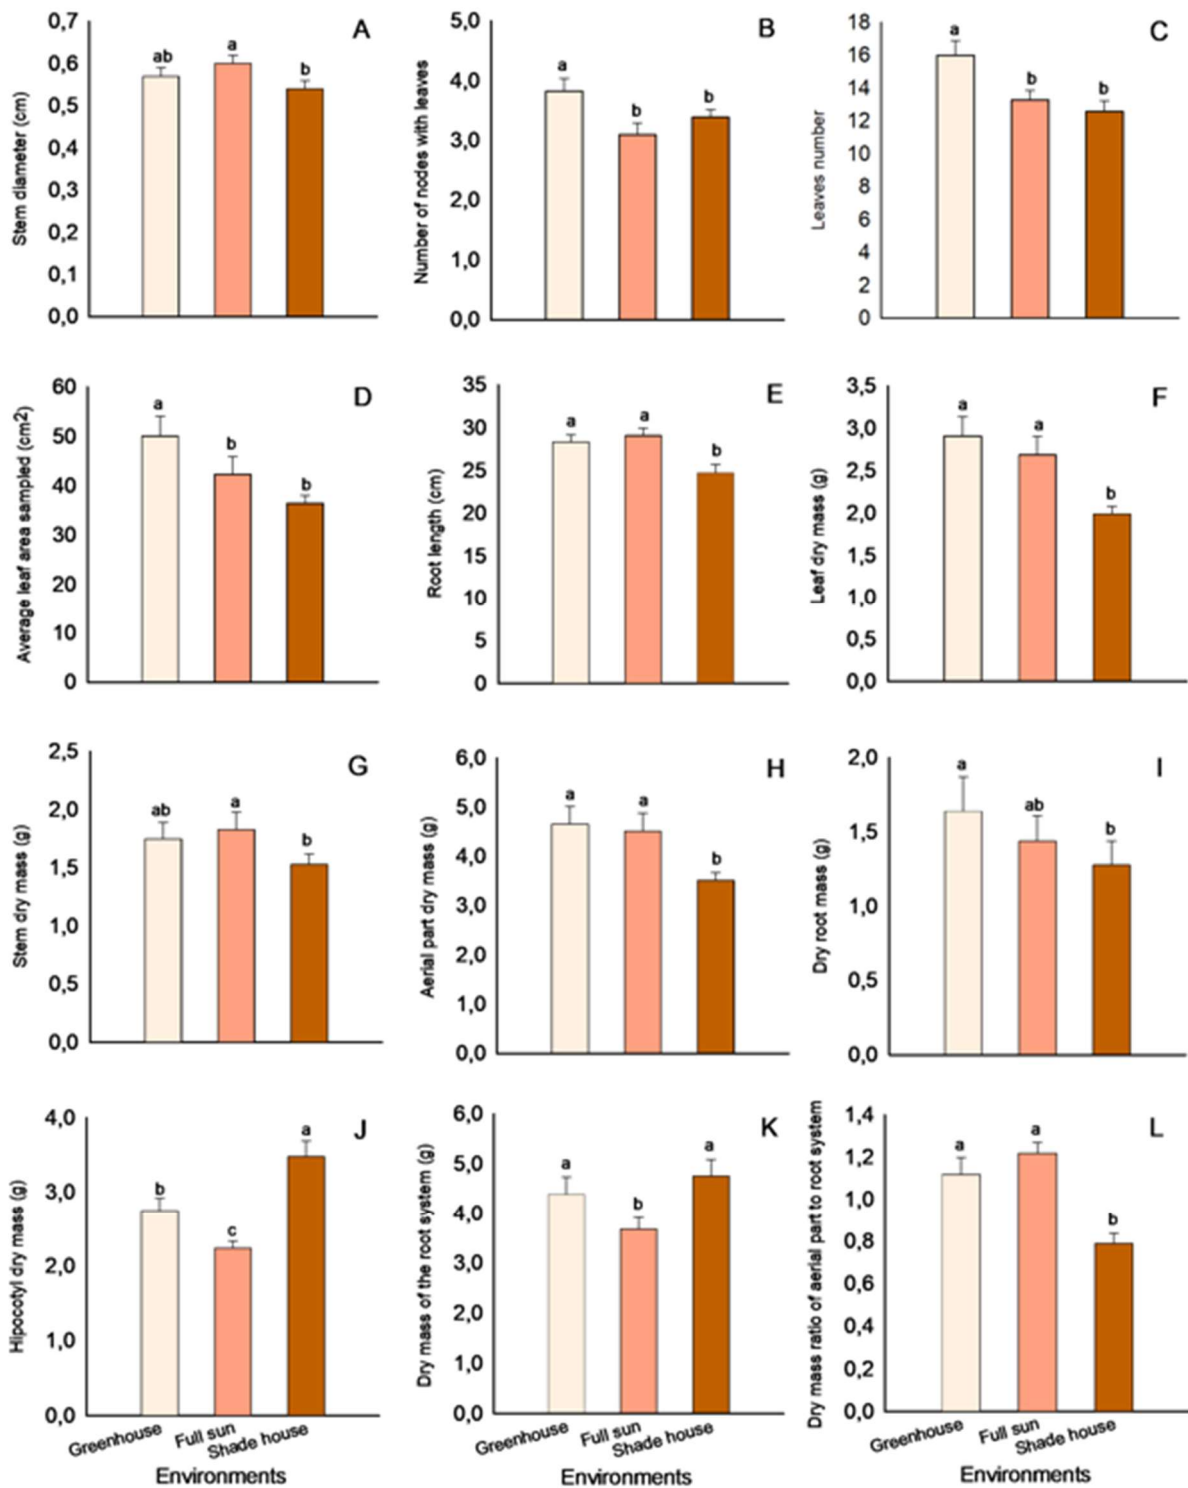 A
Stem diameter (cm)
0,7
0,6
0,5
0,4
0,3
0,2
0,1
0,0
ab
a
b
B
Number of nodes with leaves
5,0
4,0
3,0
2,0
1,0
0,0
a
b
b
C
Leaves number
18
16
14
12
10
8
6
4
2
0
a
b
b
D
Average leaf area sampled (cm2)
60
50
40
30
20
10
0
a
b
b
E
Root length (cm)
35
30
25
20
15
10
5
0
a
a
b
F
Leaf dry mass (g)
3,5
3,0
2,5
2,0
1,5
1,0
0,5
0,0
a
a
b
G
Stem dry mass (g)
2,5
2,0
1,5
1,0
0,5
0,0
ab
a
b
H
Aerial part dry mass (g)
6,0
5,0
4,0
3,0
2,0
1,0
0,0
a
a
b
I
Dry root mass (g)
2,0
1,5
1,0
0,5
0,0
a
ab
b
J
Hipocotyl dry mass (g)
4,0
3,0
2,0
1,0
0,0
b
c
a
Greenhouse
Full sun
Shade house
Environments
K
Dry mass of the root system (g)
6,0
5,0
4,0
3,0
2,0
1,0
0,0
a
b
a
Greenhouse
Full sun
Shade house
Environments
L
Dry mass ratio of aerial part to root system
1,4
1,2
1,0
0,8
0,6
0,4
0,2
0,0
a
a
b
Greenhouse
Full sun
Shade house
Environments